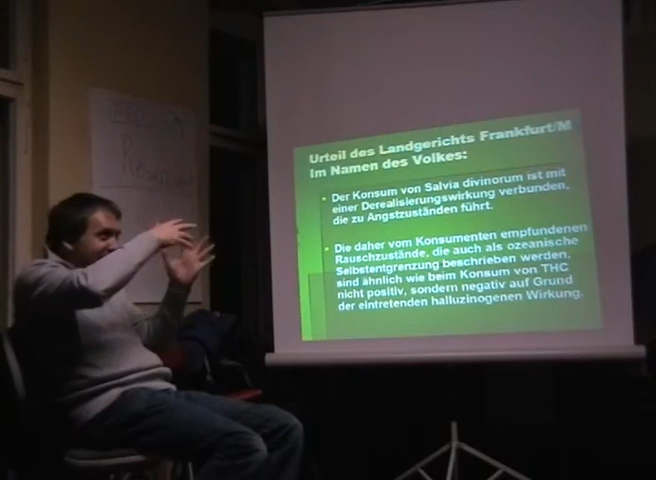 Urteil des Landgerichts Frankfurt/M
Im Namen des Volkes:
• Der Konsum von Salvia divinorum ist mit
einer Derealisierungswirkung verbunden,
die zu Angstzuständen führt.
• Die daher vom Konsumenten empfundenen
Rauschzustände, die auch als ozeanische
Selbstentgrenzung beschrieben werden,
sind ähnlich wie beim Konsum von THC
nicht positiv, sondern negativ auf Grund
der eintretenden halluzinogenen Wirkung.